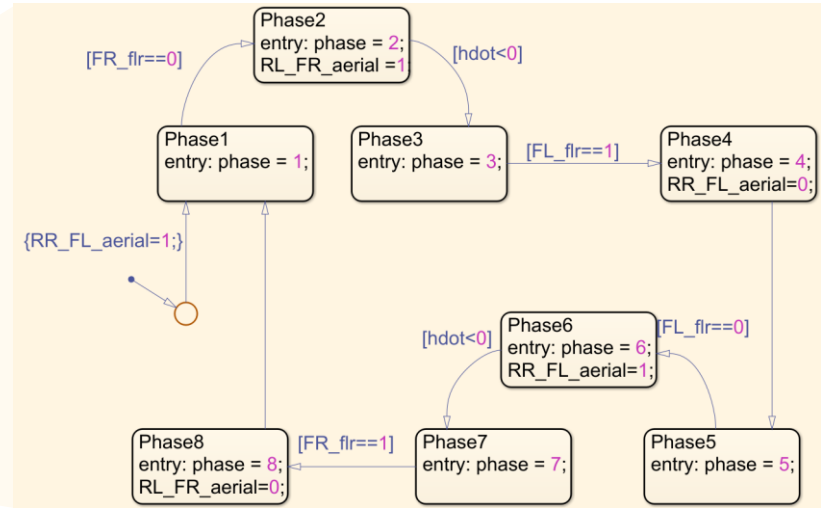 Phase2
entry: phase = 2;
RL_FR_aerial =1;
[FR_flr==0]
[hdot<0]
Phase1
entry: phase = 1;
Phase3
entry: phase = 3;
[FL_flr==1]
Phase4
entry: phase = 4;
RR_FL_aerial=0;
{RR_FL_aerial=1;}
Phase6
entry: phase = 6;
RR_FL_aerial=1;
[hdot<0]
[FL_flr==0]
Phase8
entry: phase = 8;
RL_FR_aerial=0;
[FR_flr==1]
Phase7
entry: phase = 7;
Phase5
entry: phase = 5;